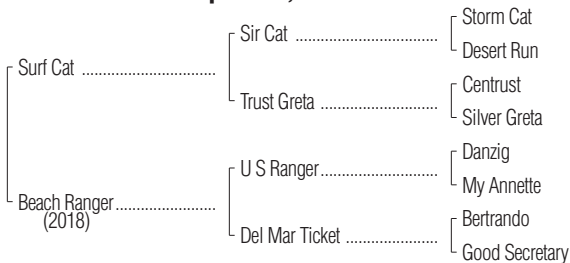 Storm Cat
Sir Cat ......................................
Desert Run
Surf Cat ...................................
Centrust
Trust Greta ...............................
Silver Greta
Danzig
U S Ranger...............................
My Annette
Beach Ranger..........................
(2018)
Bertrando
Del Mar Ticket ........................
Good Secretary